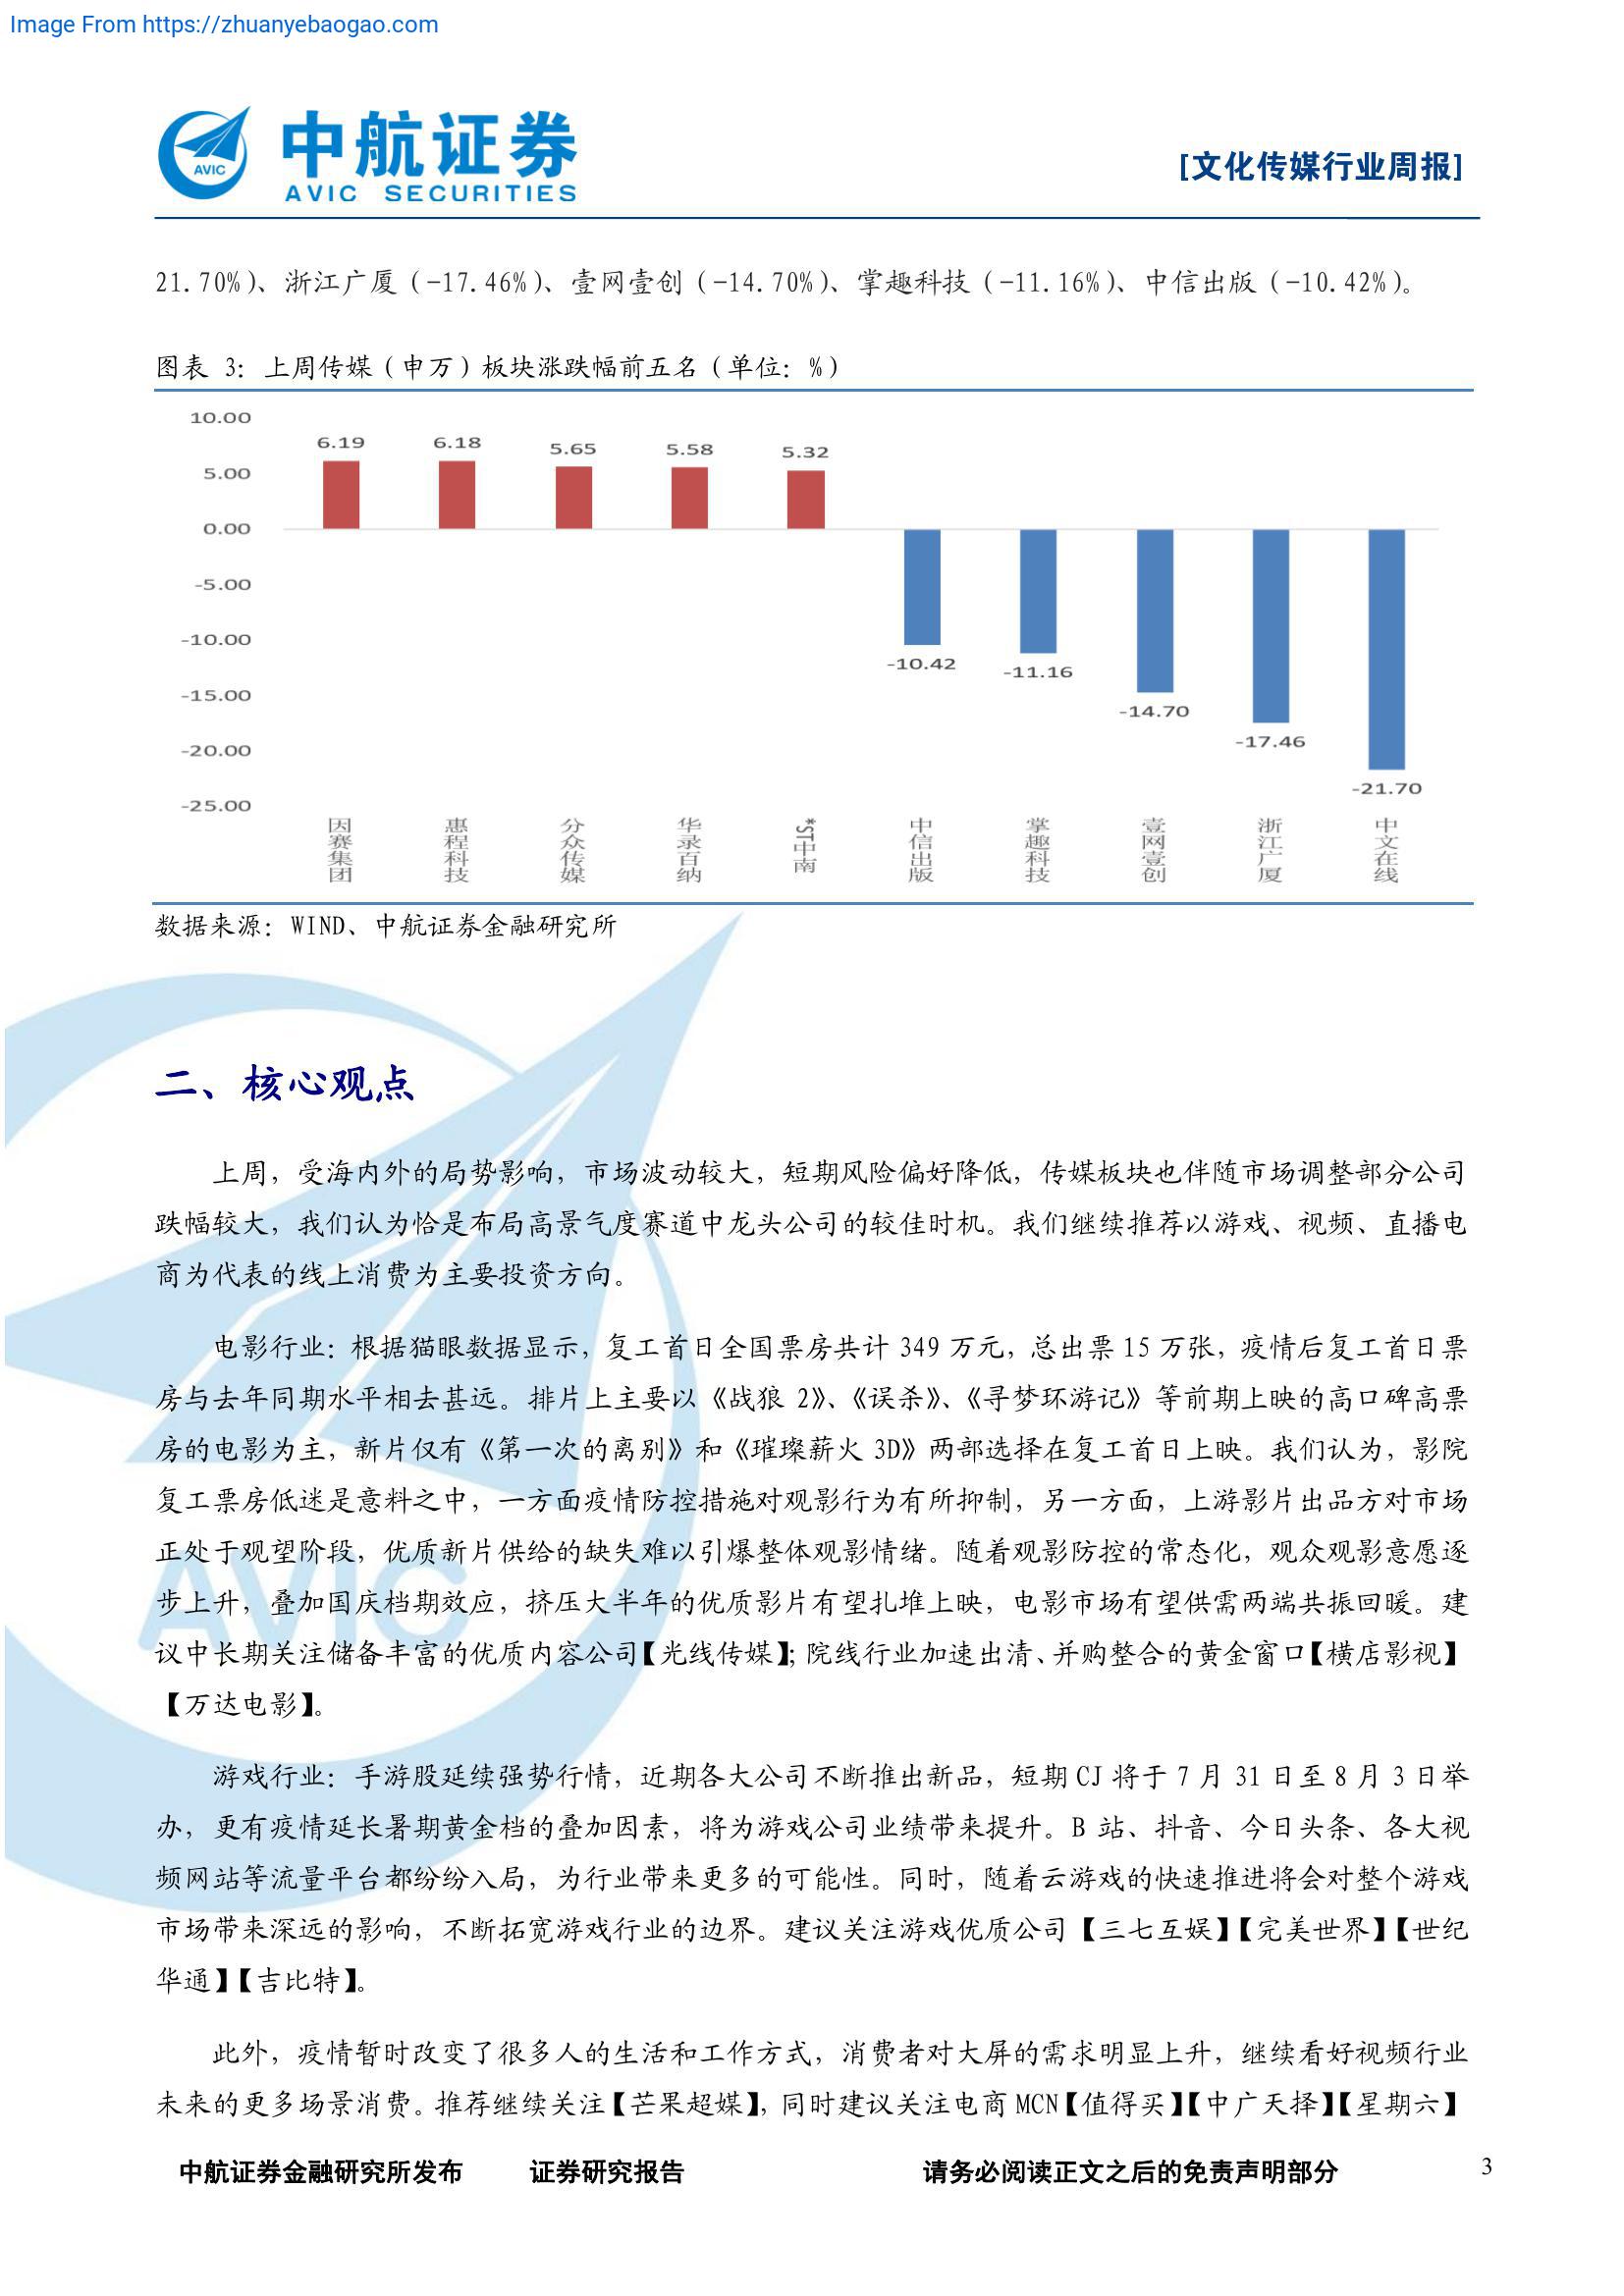 Image From https://zhuanyebaogao.com
AVIC
中航证券
AVIC SECURITIES
[文化传媒行业周报]
21.70%)、浙江广厦（-17.46%)、壹网壹创（-14.70%)、掌趣科技（-11.16%)、中信出版（-10.42%)。
图表 3：上周传媒（申万）板块涨跌幅前五名（单位：%）
10.00
5.00
0.00
-5.00
-10.00
-15.00
-20.00
-25.00
6.19
6.18
5.65
5.58
5.32
-10.42
-11.16
-14.70
-17.46
-21.70
因赛集团
惠程科技
分众传媒
华录百纳
*ST中南
中信出版
掌趣科技
壹网壹创
浙江广厦
中文在线
数据来源：WIND、中航证券金融研究所
二、核心观点
上周，受海内外的局势影响，市场波动较大，短期风险偏好降低，传媒板块也伴随市场调整部分公司
跌幅较大，我们认为恰是布局高景气度赛道中龙头公司的较佳时机。我们继续推荐以游戏、视频、直播电
商为代表的线上消费为主要投资方向。
电影行业：根据猫眼数据显示，复工首日全国票房共计 349 万元，总出票 15 万张，疫情后复工首日票
房与去年同期水平相去甚远。排片上主要以《战狼 2》、《误杀》、《寻梦环游记》等前期上映的高口碑高票
房的电影为主，新片仅有《第一次的离别》和《璀璨薪火 3D》两部选择在复工首日上映。我们认为，影院
复工票房低迷是意料之中，一方面疫情防控措施对观影行为有所抑制，另一方面，上游影片出品方对市场
正处于观望阶段，优质新片供给的缺失难以引爆整体观影情绪。随着观影防控的常态化，观众观影意愿逐
步上升，叠加国庆档期效应，挤压大半年的优质影片有望扎堆上映，电影市场有望供需两端共振回暖。建
议中长期关注储备丰富的优质内容公司【光线传媒】；院线行业加速出清、并购整合的黄金窗口【横店影视】
【万达电影】。
游戏行业：手游股延续强势行情，近期各大公司不断推出新品，短期 CJ 将于 7 月 31 日至 8 月 3 日举
办，更有疫情延长暑期黄金档的叠加因素，将为游戏公司业绩带来提升。B 站、抖音、今日头条、各大视
频网站等流量平台都纷纷入局，为行业带来更多的可能性。同时，随着云游戏的快速推进将会对整个游戏
市场带来深远的影响，不断拓宽游戏行业的边界。建议关注游戏优质公司【三七互娱】【完美世界】【世纪
华通】【吉比特】。
此外，疫情暂时改变了很多人的生活和工作方式，消费者对大屏的需求明显上升，继续看好视频行业
未来的更多场景消费。推荐继续关注【芒果超媒】，同时建议关注电商 MCN【值得买】【中广天择】【星期六】
AVIC
中航证券金融研究所发布 证券研究报告 请务必阅读正文之后的免责声明部分 3